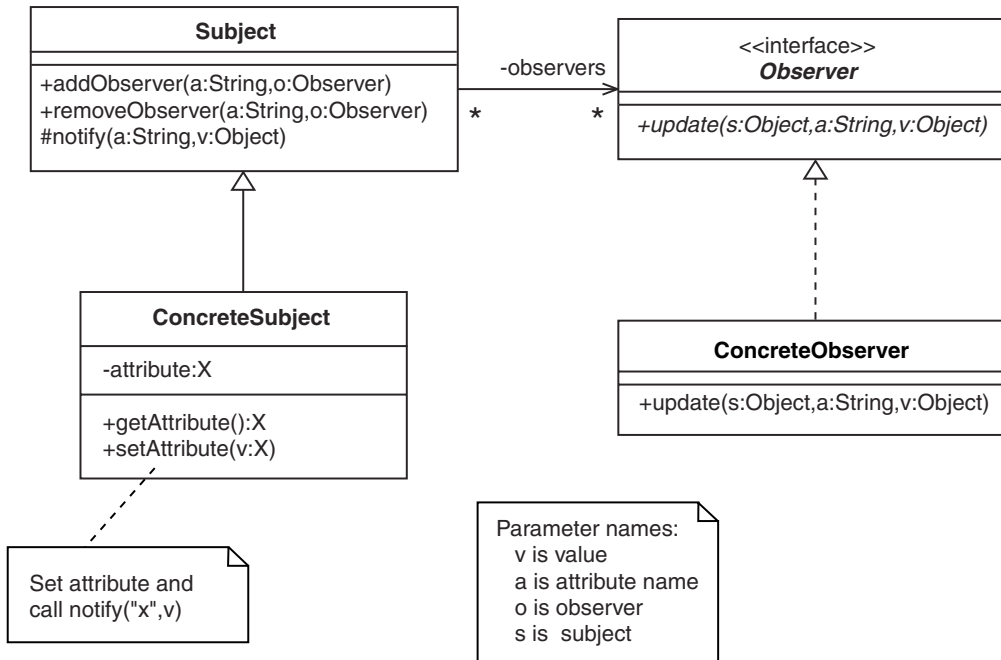 Subject
+addObserver(a:String,o:Observer)
+removeObserver(a:String,o:Observer)
#notify(a:String,v:Object)
-observers
*
*
<<interface>>
Observer
+update(s:Object,a:String,v:Object)
ConcreteSubject
-attribute:X
+getAttribute():X
+setAttribute(v:X)
ConcreteObserver
+update(s:Object,a:String,v:Object)
Set attribute and
call notify("x",v)
Parameter names:
v is value
a is attribute name
o is observer
s is subject